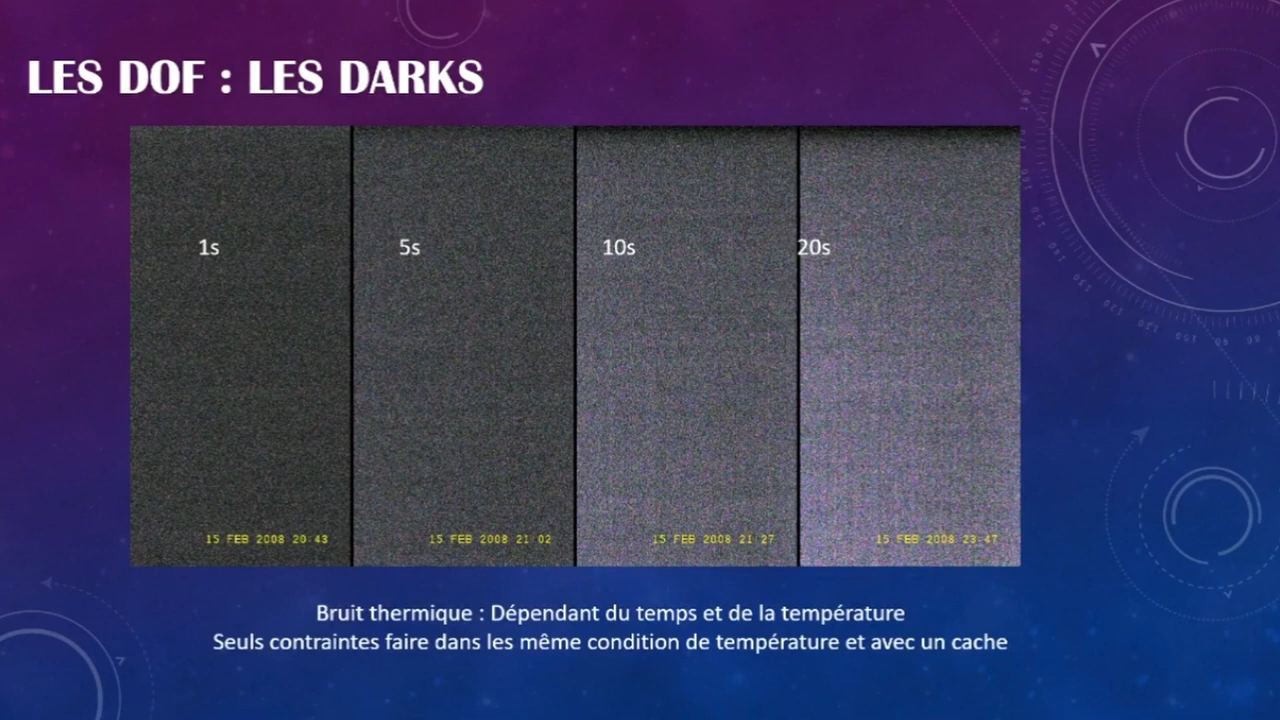 LES DOF : LES DARKS
1s
5s
10s
20s
15 FEB 2008 20 43
15 FEB 2008 21 02
15 FEB 2008 21 27
15 FEB 2008 23 47
Bruit thermique : Dépendant du temps et de la température
Seuls contraintes faire dans les même condition de température et avec un cache